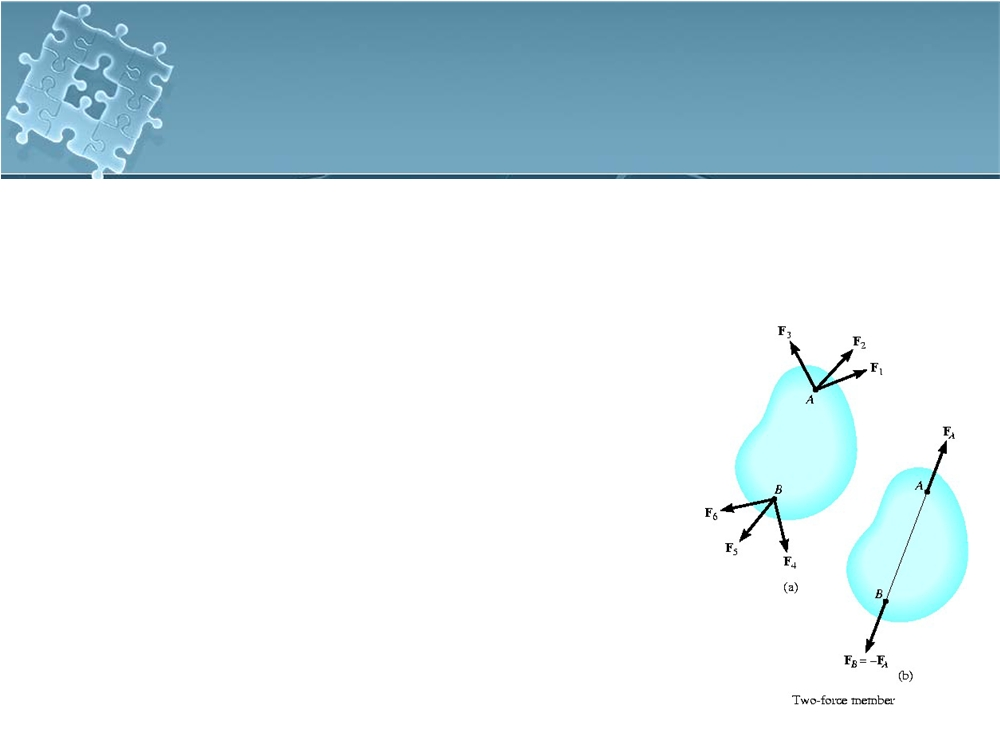 F3
F2
F1
A
B
F6
F5
F4
(a)
FA
A
B
FB = −FA
(b)
Two-force member